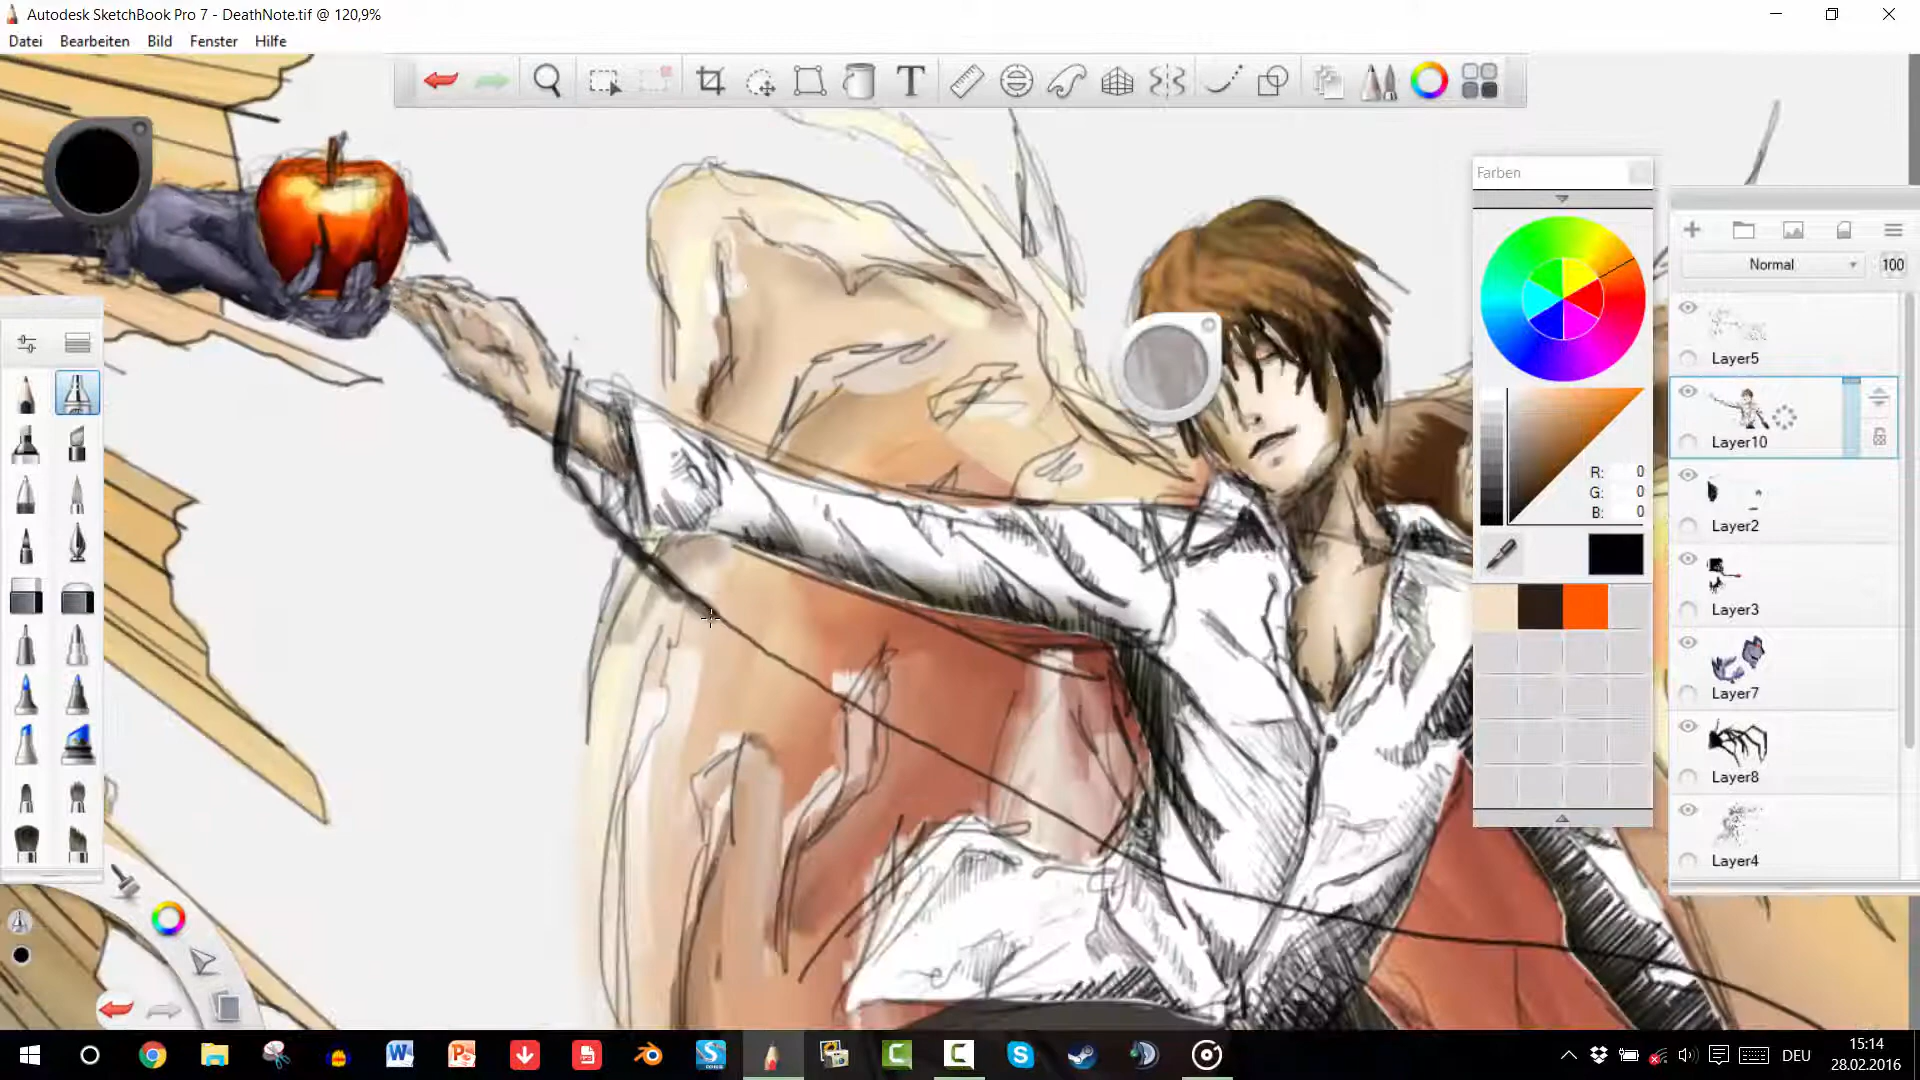 Autodesk SketchBook Pro 7 - DeathNote.tif @ 120,9%
Datei Bearbeiten Bild Fenster Hilfe
T
Farben
Normal 100
Layer5
Layer10
R: 0
G: 0
B: 0
Layer2
Layer3
Layer7
Layer8
Layer4
DEU
15:14
28.02.2016